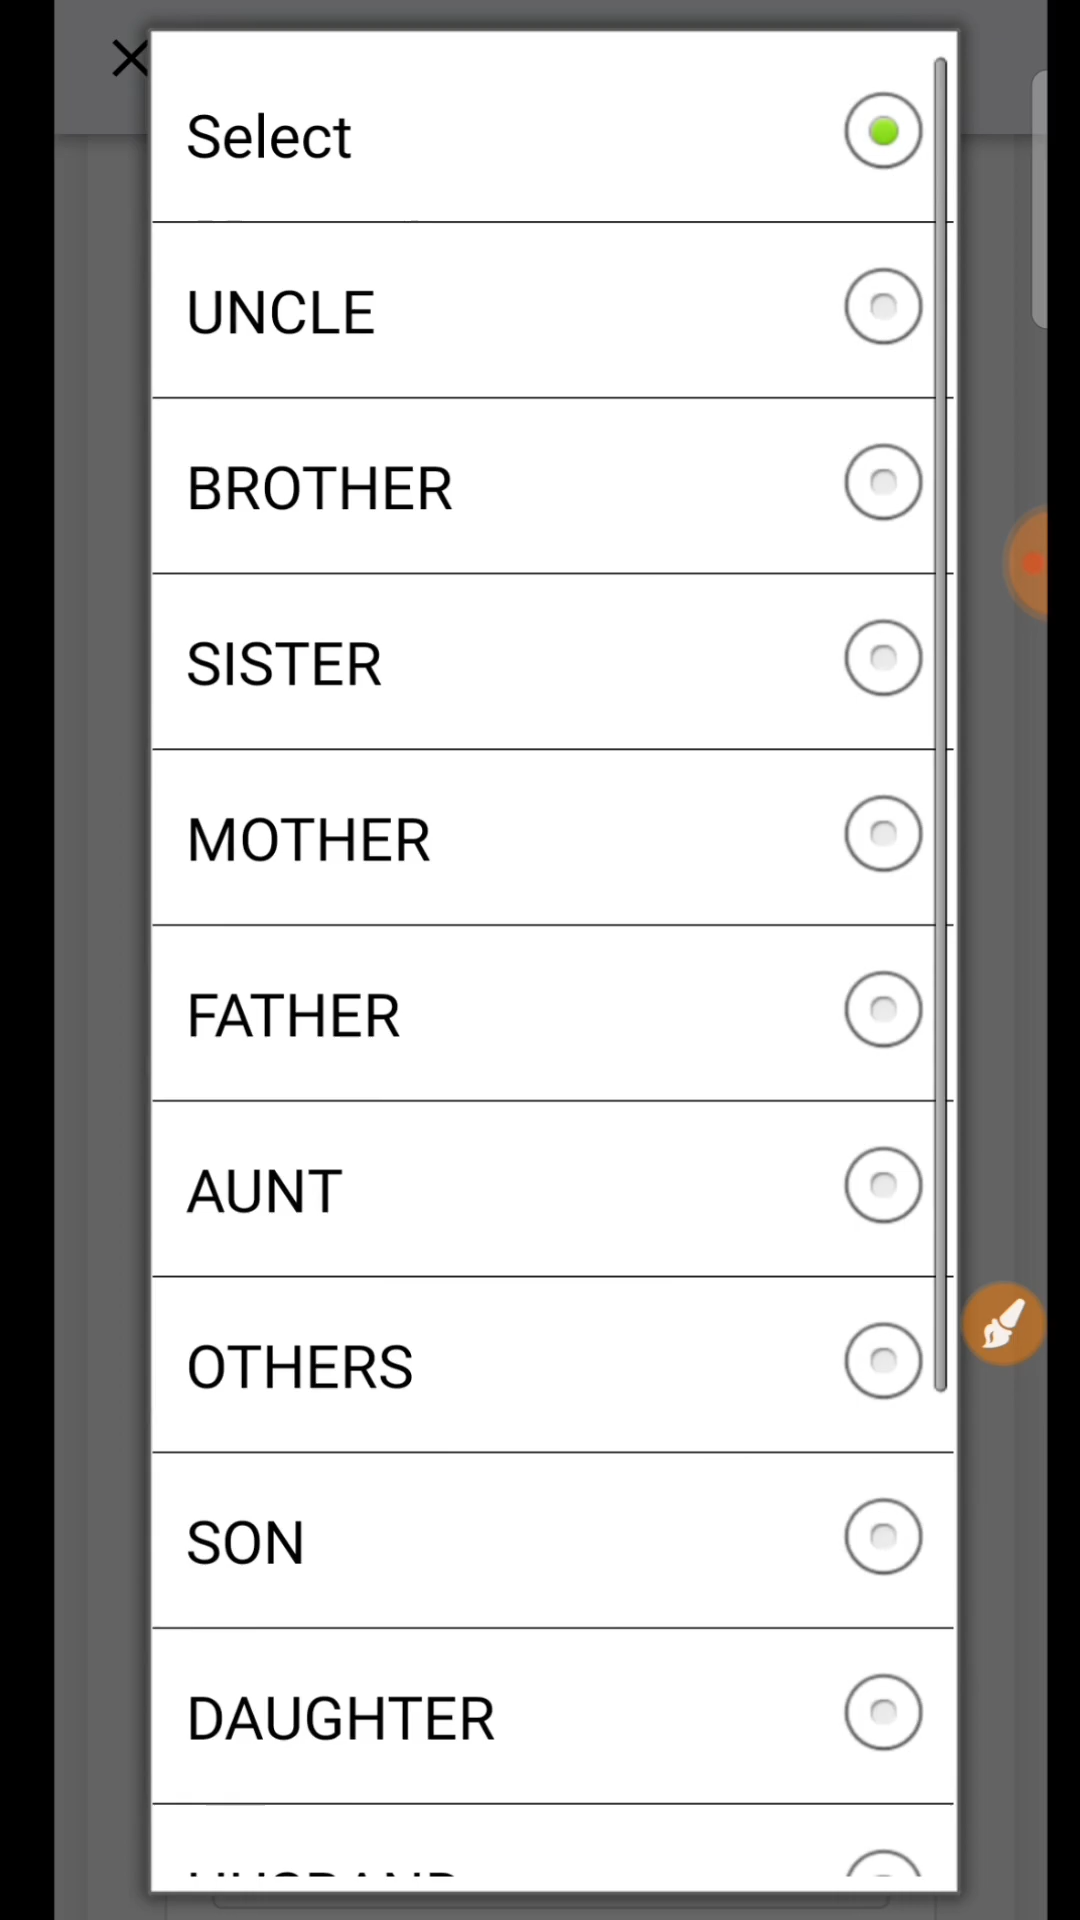 Select
UNCLE
BROTHER
SISTER
MOTHER
FATHER
AUNT
OTHERS
SON
DAUGHTER